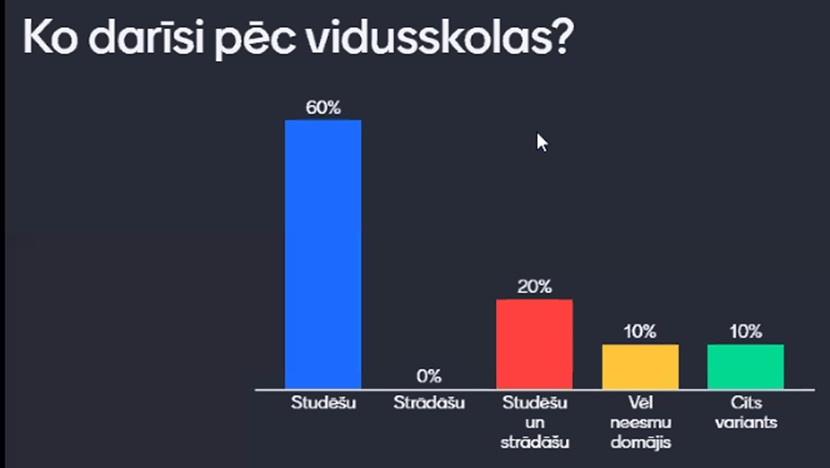 Ko darīsi pēc vidusskolas?
60%
0%
20%
10%
10%
Studēšu
Strādāšu
Studēšu
un
strādāšu
Vēl
neesmu
domājis
Cits
variants